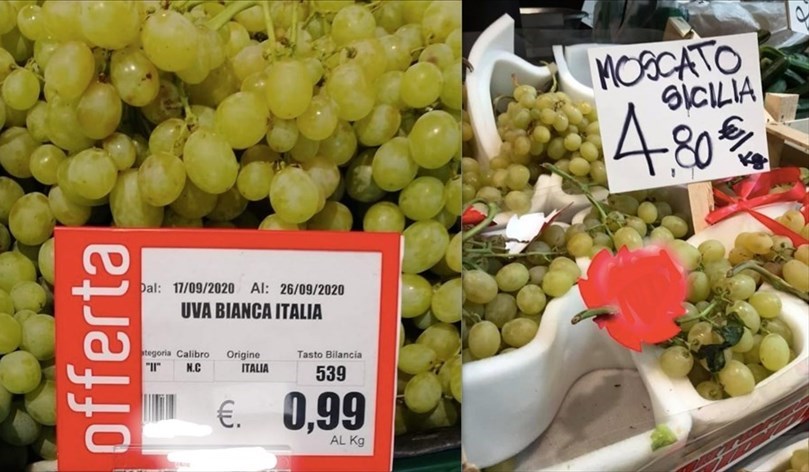 offerta
Dal: 17/09/2020 Al: 26/09/2020
UVA BIANCA ITALIA
ategoria Calibro Origine Tasto Bilancia
"II" N.C ITALIA 539
€. 0,99
AL Kg
MOSCATO
SICILIA
4,80 €/Kg